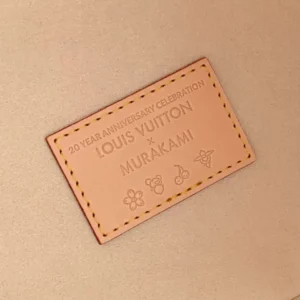 20 YEAR ANNIVERSARY CELEBRATION
LOUIS VUITTON
×
MURAKAMI